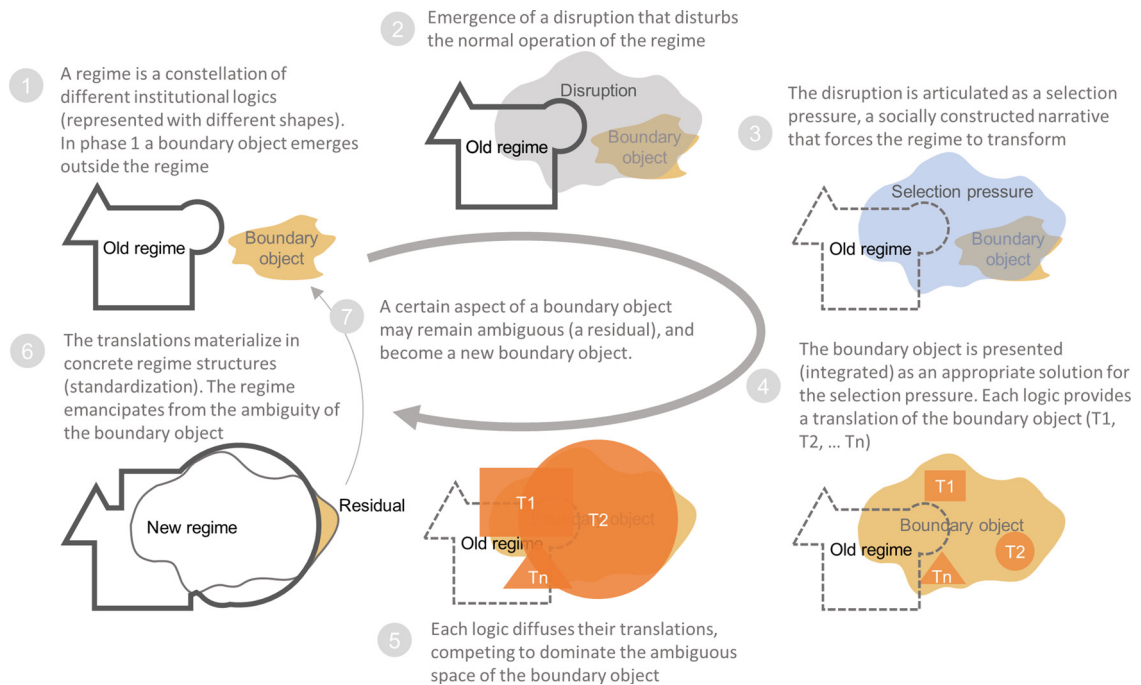 1
A regime is a constellation of
different institutional logics
(represented with different shapes).
In phase 1 a boundary object emerges
outside the regime
Old regime
Boundary
object
2
Emergence of a disruption that disturbs
the normal operation of the regime
Disruption
Old regime
Boundary
object
3
The disruption is articulated as a selection
pressure, a socially constructed narrative
that forces the regime to transform
Selection pressure
Old regime
Boundary
object
4
The boundary object is presented
(integrated) as an appropriate solution for
the selection pressure. Each logic provides
a translation of the boundary object (T1,
T2, ... Tn)
T1
Boundary object
Old regime
T2
Tn
5
Each logic diffuses their translations,
competing to dominate the ambiguous
space of the boundary object
T1
T2
object
Old regime
Tn
6
The translations materialize in
concrete regime structures
(standardization). The regime
emancipates from the ambiguity of
the boundary object
New regime
Residual
7
A certain aspect of a boundary object
may remain ambiguous (a residual), and
become a new boundary object.